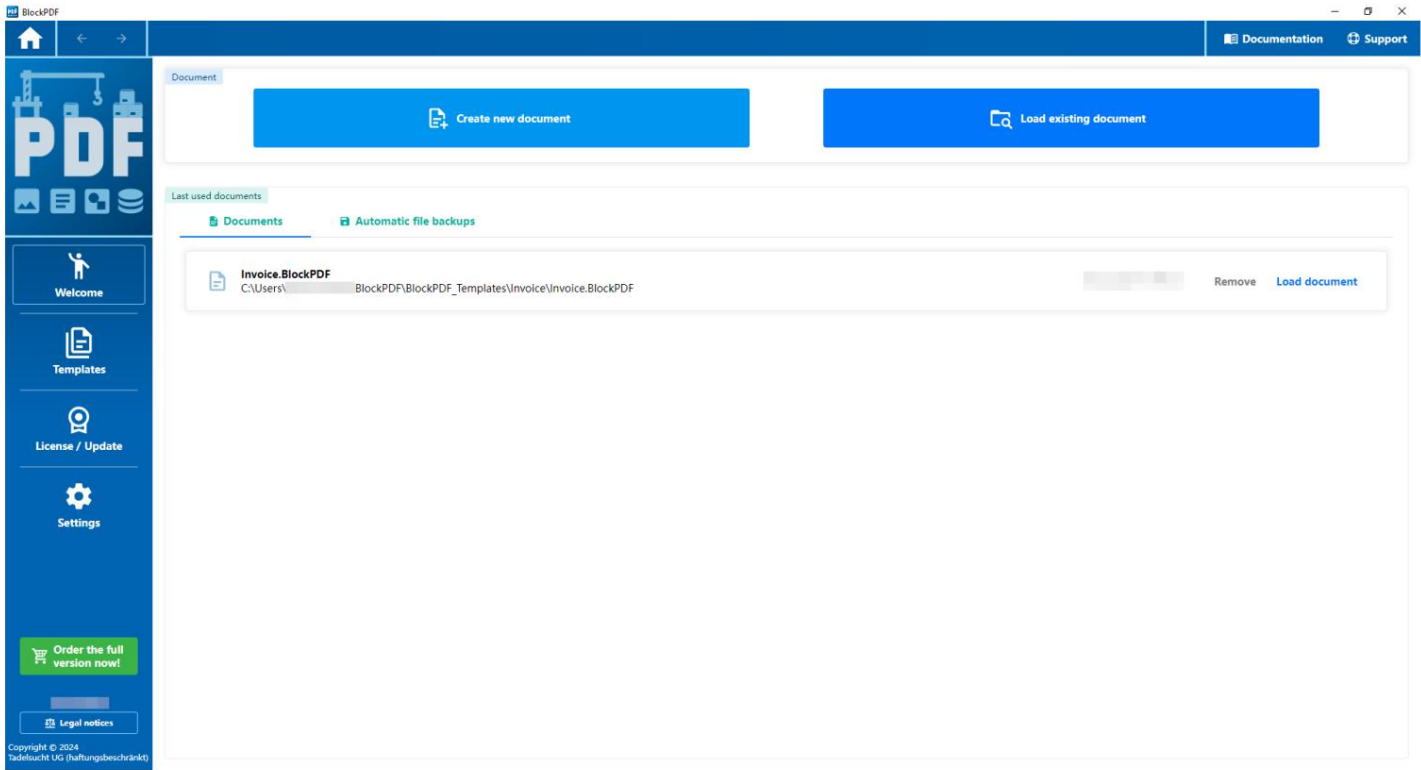 BlockPDF
Documentation
Support
PDF
Document
Create new document
Load existing document
Last used documents
Documents
Automatic file backups
Invoice.BlockPDF
C:\Users\ BlockPDF\BlockPDF_Templates\Invoice\Invoice.BlockPDF
Remove
Load document
Welcome
Templates
License / Update
Settings
Order the full
version now!
Legal notices
Copyright © 2024
Tadelsucht UG (haftungsbeschränkt)